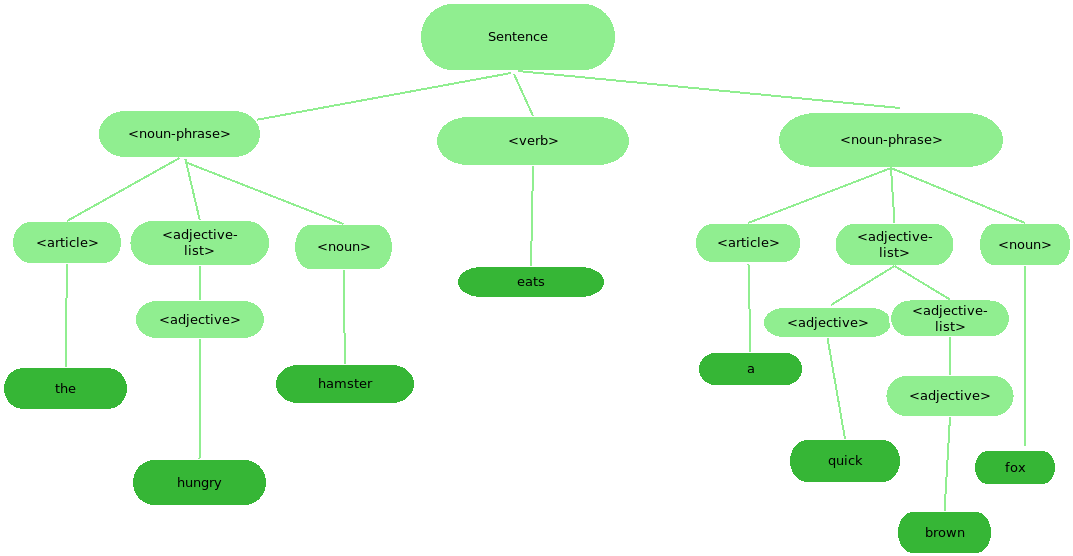 Sentence
<noun-phrase>
<verb>
<noun-phrase>
<article>
<adjective-
list>
<noun>
<article>
<adjective-
list>
<noun>
<adjective>
eats
<adjective>
<adjective-
list>
the
hamster
a
<adjective>
hungry
quick
fox
brown